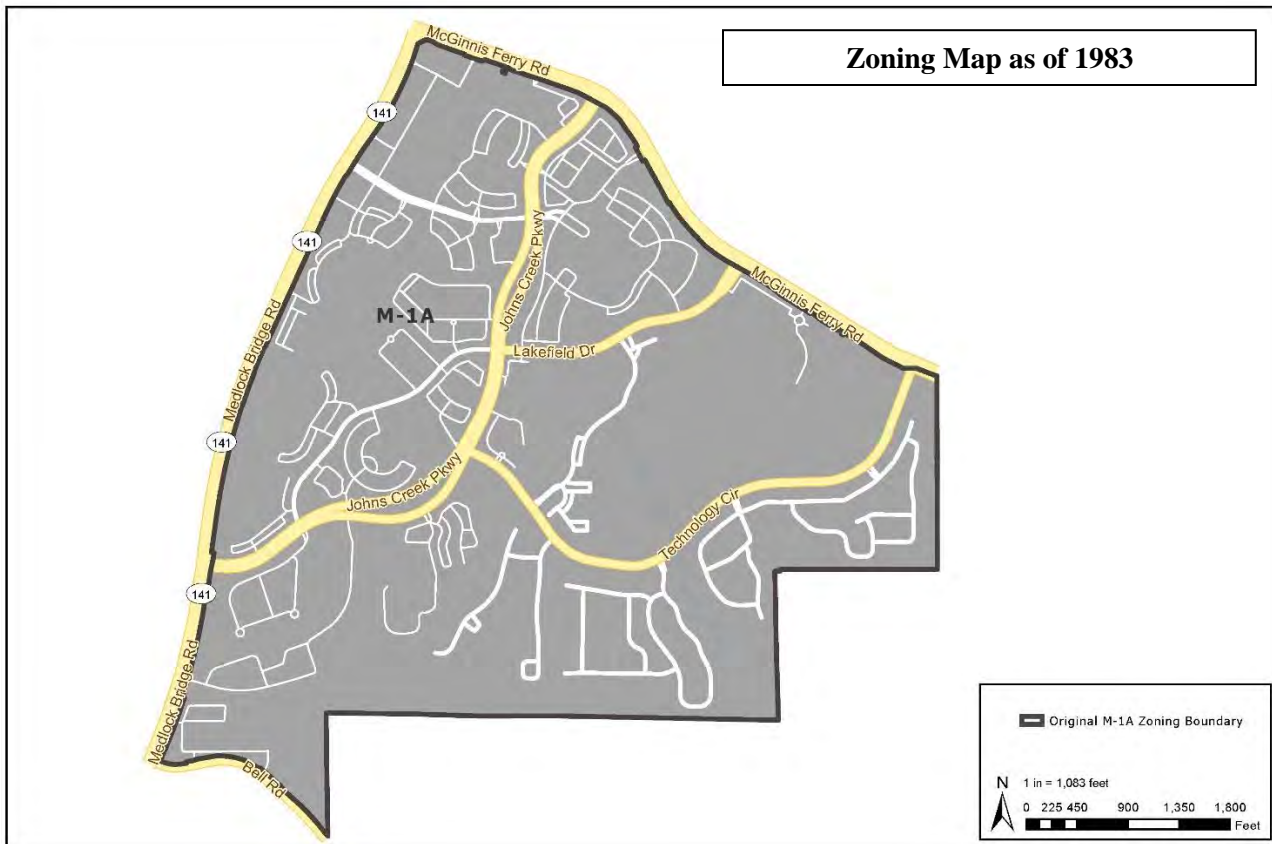 Zoning Map as of 1983
McGinnis Ferry Rd
141
141
Johns Creek Pkwy
McGinnis Ferry Rd
M-1A
Medlock Bridge Rd
Lakefield Dr
141
Johns Creek Pkwy
Technology Cir
141
Medlock Bridge Rd
Bell Rd
Original M-1A Zoning Boundary
N
1 in = 1,083 feet
0 225 450 900 1,350 1,800
Feet